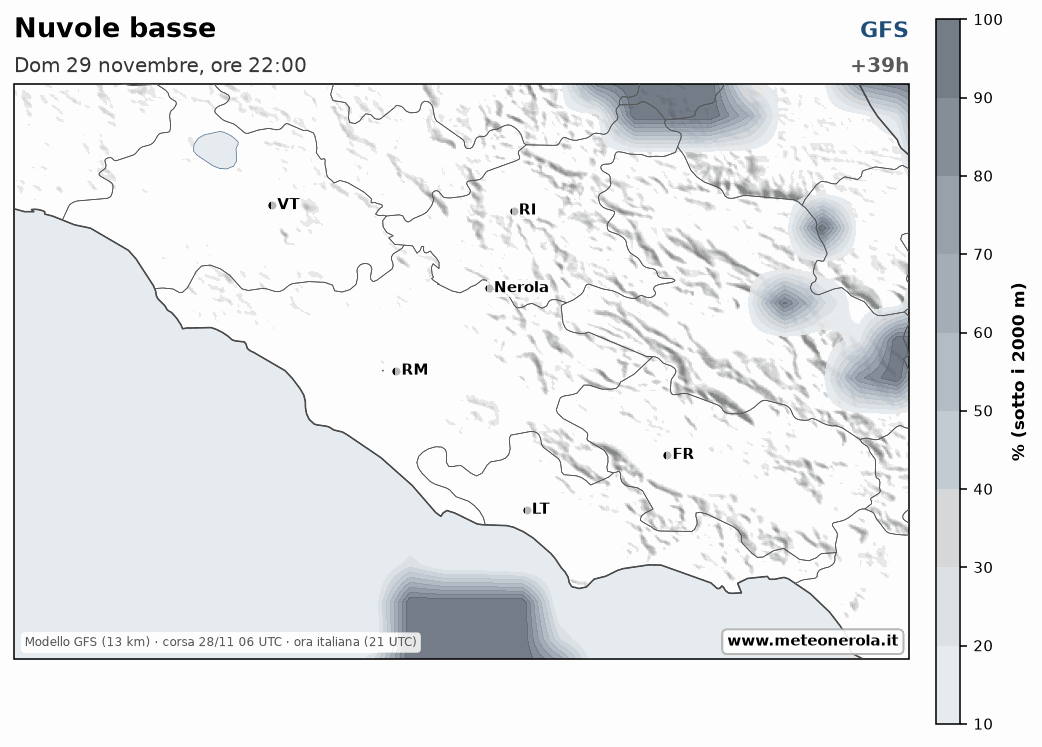 Nuvole basse
GFS
Dom 29 novembre, ore 22:00
+39h
VT
RI
Nerola
RM
FR
LT
Modello GFS (13 km) · corsa 28/11 06 UTC · ora italiana (21 UTC)
www.meteonerola.it
100
90
80
70
60
50
40
30
20
10
% (sotto i 2000 m)